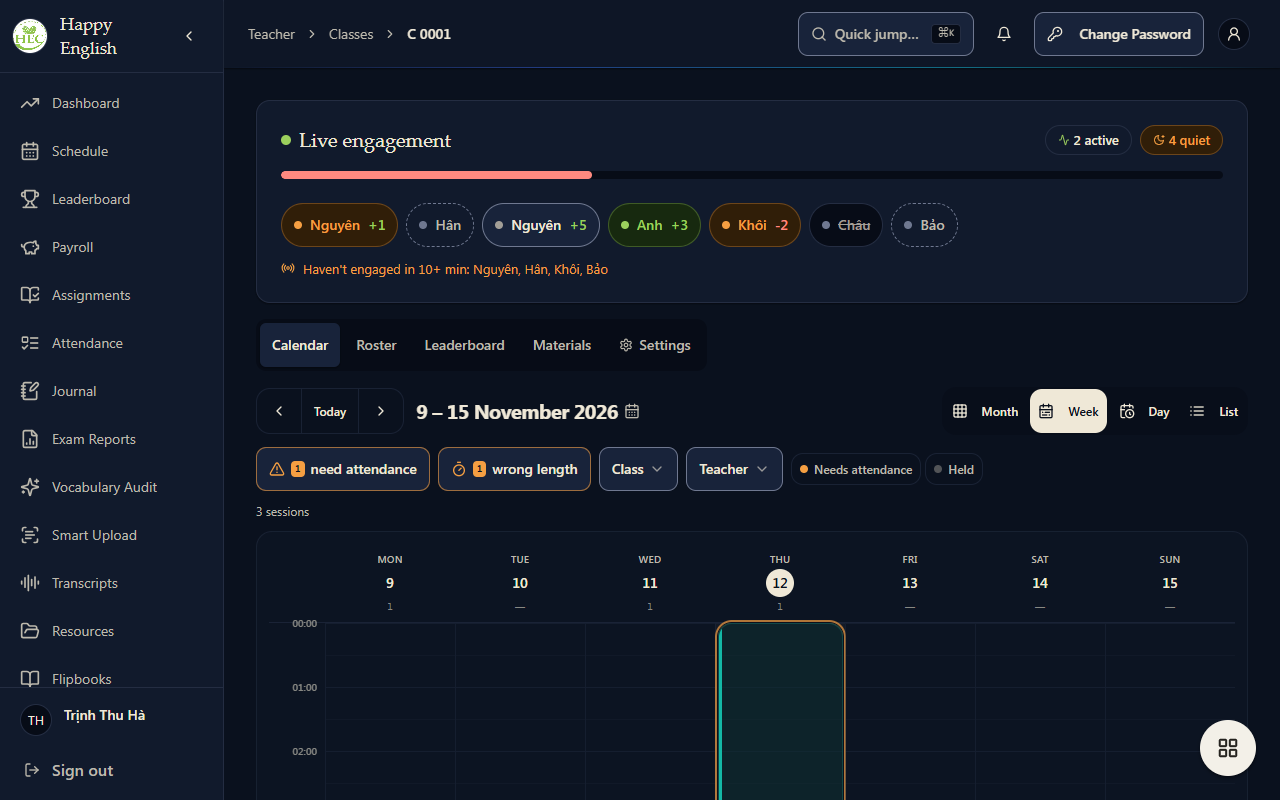 Happy
English
HEC
Teacher > Classes > C 0001
Quick jump... ⌘K
Change Password
Dashboard
Schedule
Leaderboard
Payroll
Assignments
Attendance
Journal
Exam Reports
Vocabulary Audit
Smart Upload
Transcripts
Resources
Flipbooks
TH Trịnh Thu Hà
Sign out
Live engagement
2 active
4 quiet
Nguyên +1
Hân
Nguyên +5
Anh +3
Khôi -2
Châu
Bảo
Haven't engaged in 10+ min: Nguyên, Hân, Khôi, Bảo
Calendar
Roster
Leaderboard
Materials
Settings
Today
9 – 15 November 2026
Month
Week
Day
List
1 need attendance
1 wrong length
Class
Teacher
Needs attendance
Held
3 sessions
MON TUE WED THU FRI SAT SUN
9 10 11 12 13 14 15
1 — 1 1 — — —
00:00
01:00
02:00